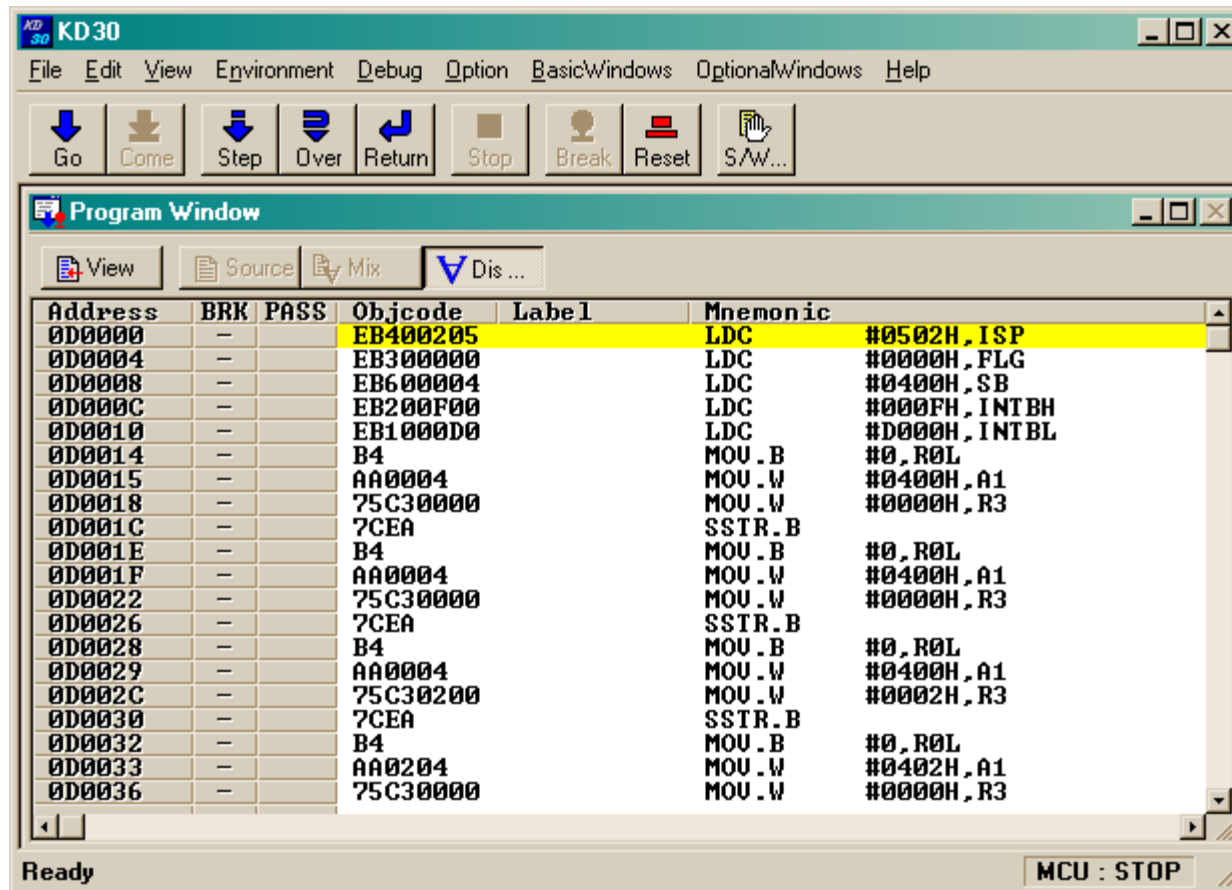 KD 30 KD30
File Edit View Environment Debug Option BasicWindows OptionalWindows Help
Go Come Step Over Return Stop Break Reset S/W...
Program Window
View Source Mix Dis ...
Address BRK PASS Objcode Label Mnemonic
0D0000 – EB400205 LDC #0502H,ISP
0D0004 – EB300000 LDC #0000H,FLG
0D0008 – EB600004 LDC #0400H,SB
0D000C – EB200F00 LDC #000FH,INTBH
0D0010 – EB1000D0 LDC #D000H,INTBL
0D0014 – B4 MOV.B #0,R0L
0D0015 – AA0004 MOV.W #0400H,A1
0D0018 – 75C30000 MOV.W #0000H,R3
0D001C – 7CEA SSTR.B
0D001E – B4 MOV.B #0,R0L
0D001F – AA0004 MOV.W #0400H,A1
0D0022 – 75C30000 MOV.W #0000H,R3
0D0026 – 7CEA SSTR.B
0D0028 – B4 MOV.B #0,R0L
0D0029 – AA0004 MOV.W #0400H,A1
0D002C – 75C30200 MOV.W #0002H,R3
0D0030 – 7CEA SSTR.B
0D0032 – B4 MOV.B #0,R0L
0D0033 – AA0204 MOV.W #0402H,A1
0D0036 – 75C30000 MOV.W #0000H,R3
Ready MCU : STOP